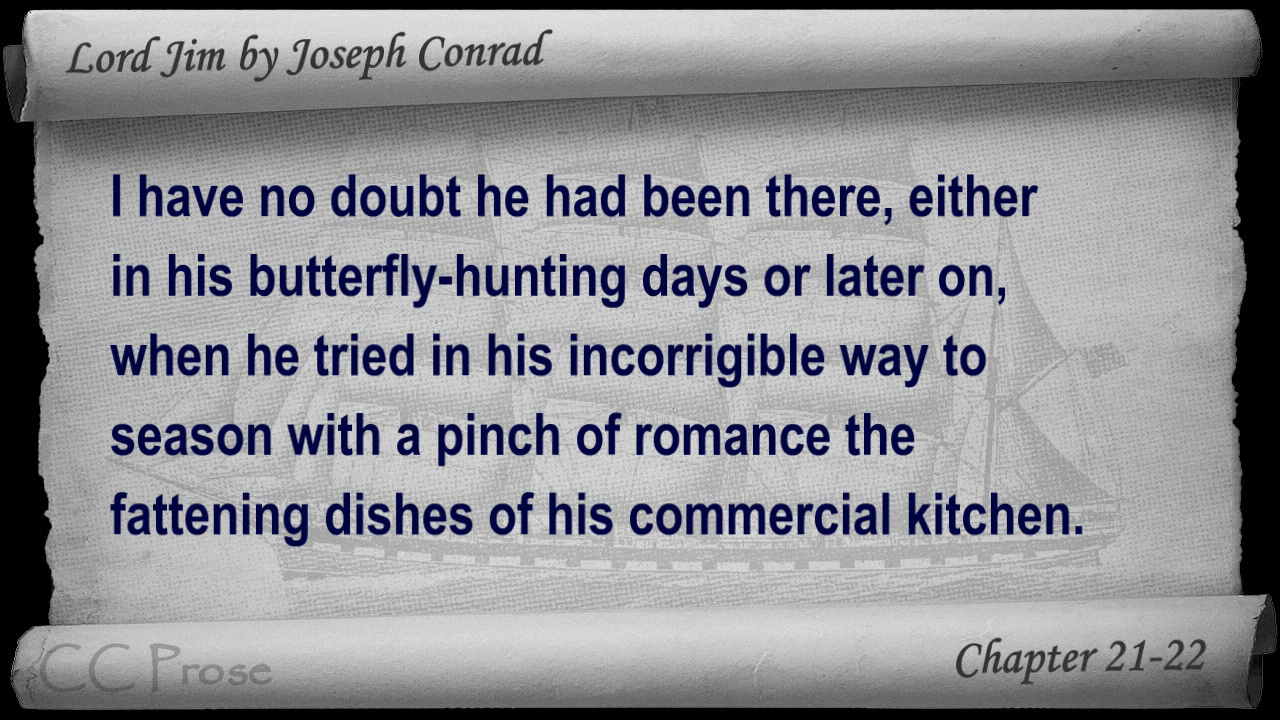 Lord Jim by Joseph Conrad
I have no doubt he had been there, either
in his butterfly-hunting days or later on,
when he tried in his incorrigible way to
season with a pinch of romance the
fattening dishes of his commercial kitchen.
CC Prose
Chapter 21-22